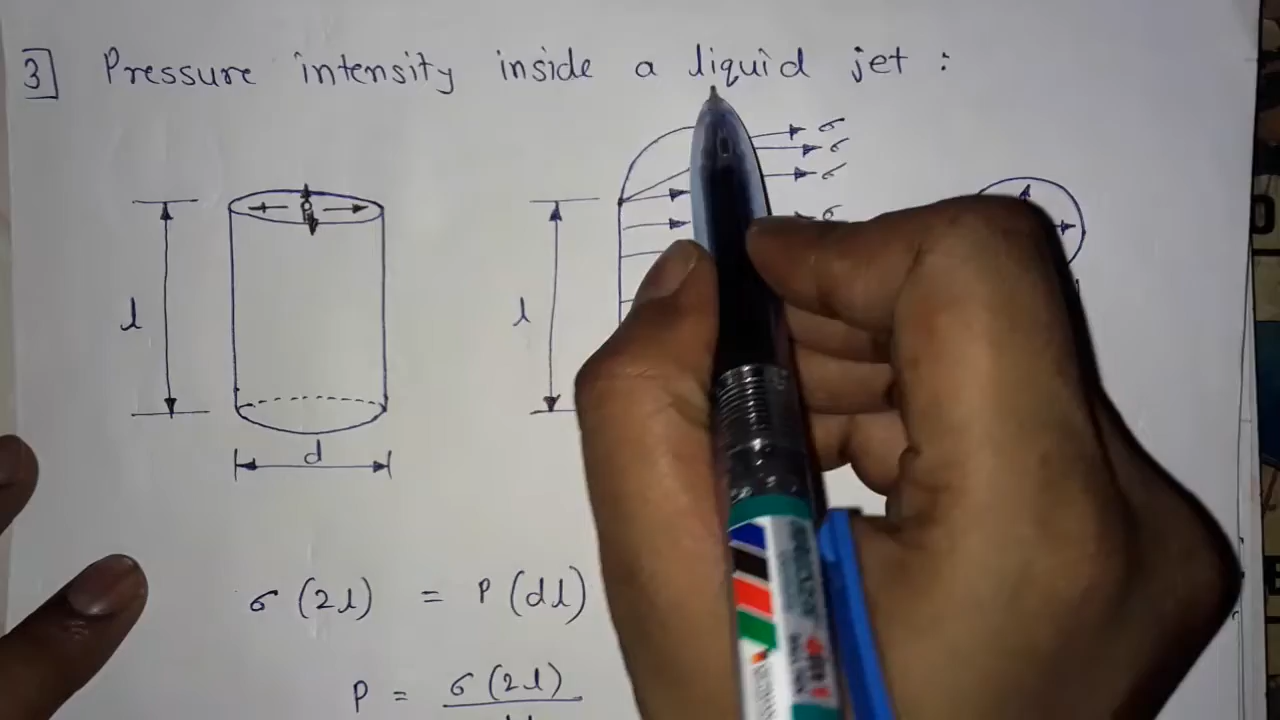 3] Pressure intensity inside a liquid jet :
σ
σ
σ
σ
P
l
l
d
σ (2l) = P (dl)
P = σ (2l)